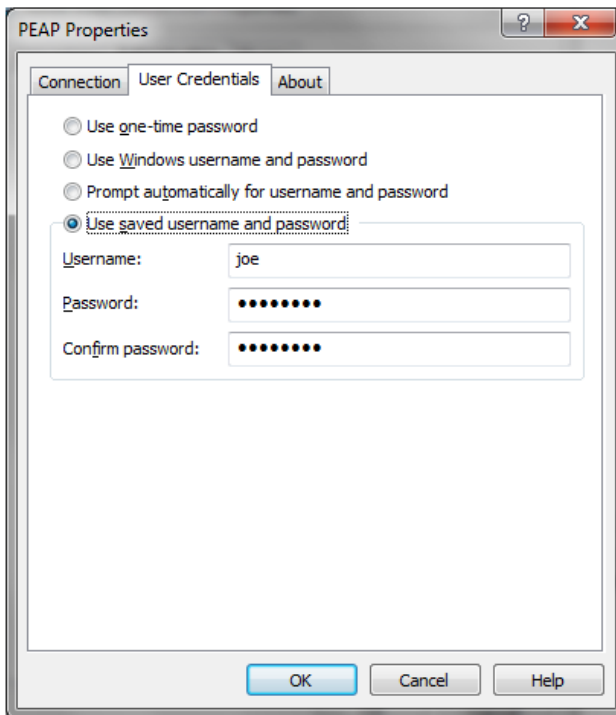 PEAP Properties
Connection User Credentials About
Use one-time password
Use Windows username and password
Prompt automatically for username and password
Use saved username and password
Username: joe
Password: ••••••••
Confirm password: ••••••••
OK Cancel Help